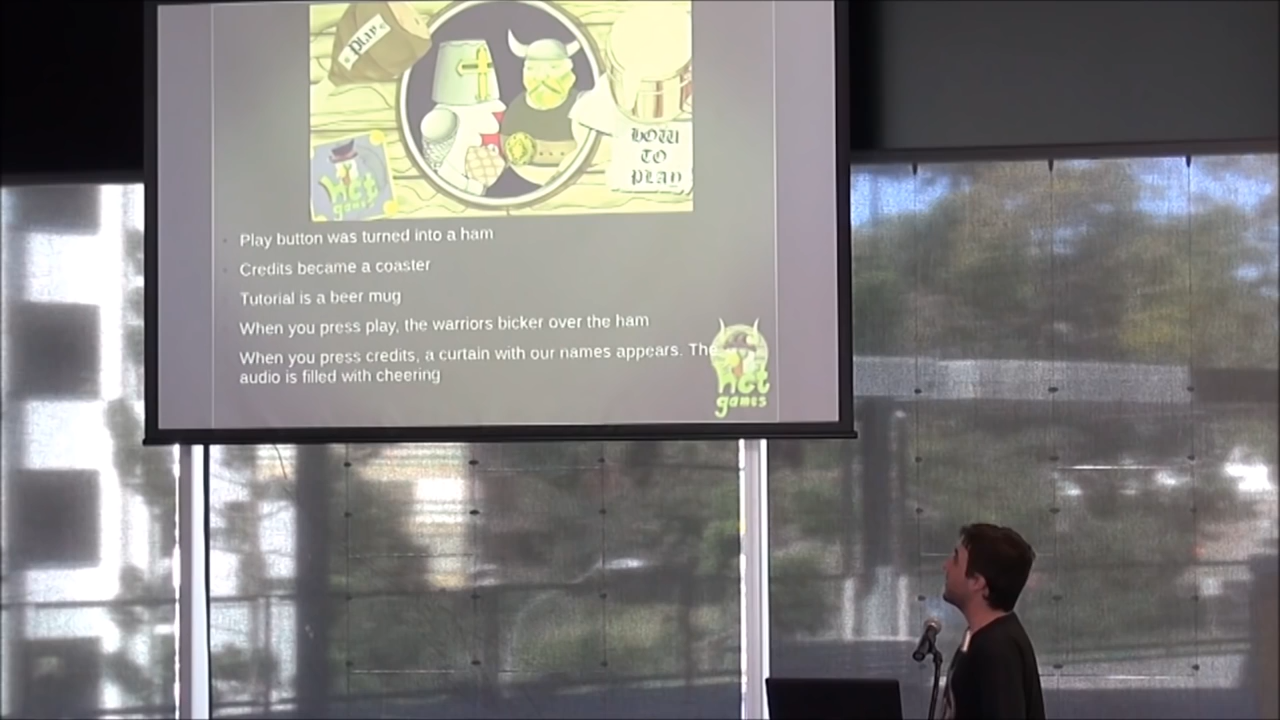 Play
HOW
TO
PLAY
hct
games
Play button was turned into a ham
Credits became a coaster
Tutorial is a beer mug
When you press play, the warriors bicker over the ham
When you press credits, a curtain with our names appears. The
audio is filled with cheering
hct
games